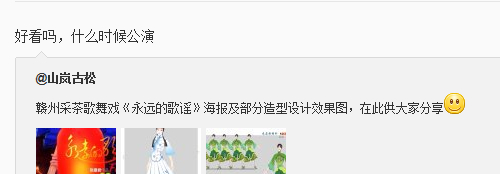 好看吗，什么时候公演
@山岚古松
赣州采茶歌舞戏《永远的歌谣》海报及部分造型设计效果图，在此供大家分享